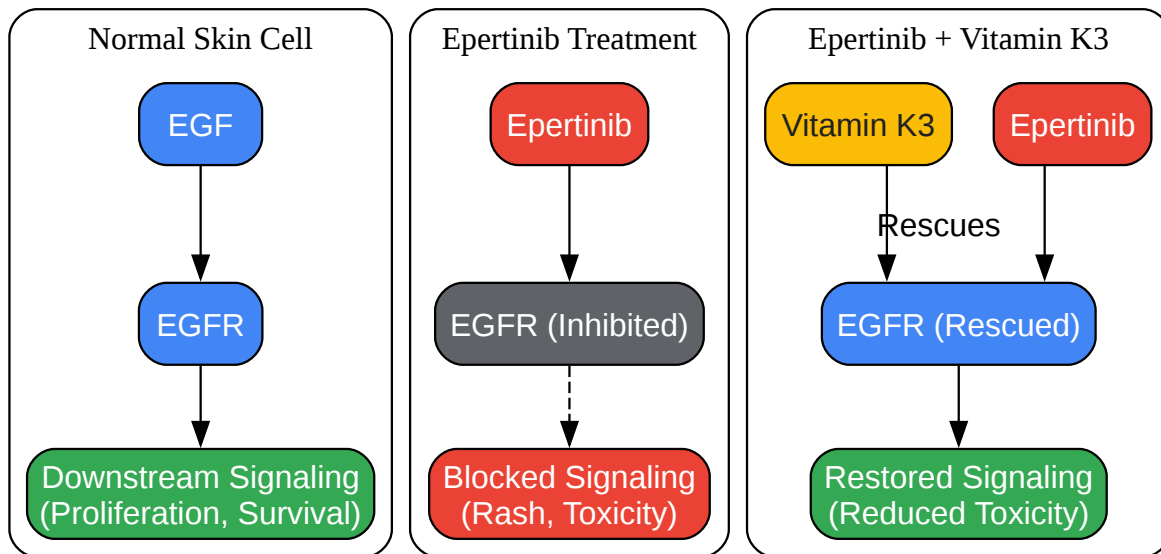 Normal Skin Cell
EGF
EGFR
Downstream Signaling
(Proliferation, Survival)
Epertinib Treatment
Epertinib
EGFR (Inhibited)
Blocked Signaling
(Rash, Toxicity)
Epertinib + Vitamin K3
Vitamin K3
Epertinib
Rescues
EGFR (Rescued)
Restored Signaling
(Reduced Toxicity)